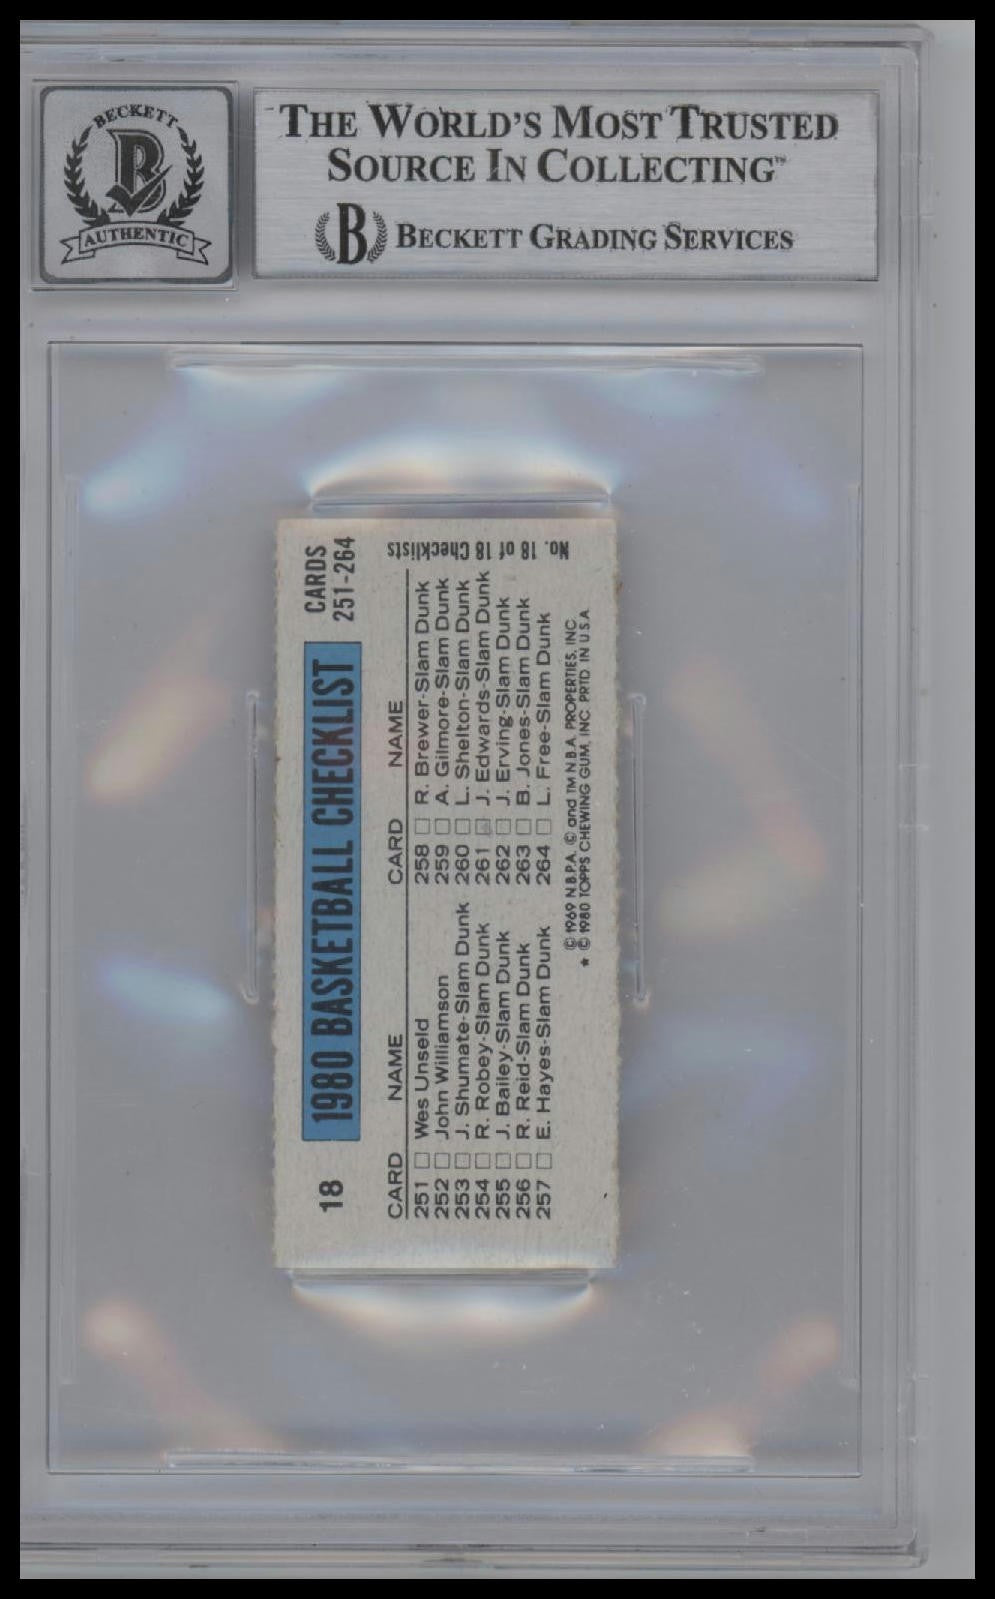 BECKETT
B
AUTHENTIC
THE WORLD'S MOST TRUSTED
SOURCE IN COLLECTING™
B BECKETT GRADING SERVICES
18 1980 BASKETBALL CHECKLIST CARDS
251-264
CARD NAME CARD NAME
251 □ Wes Unseld 258 □ R. Brewer-Slam Dunk
252 □ John Williamson 259 □ A. Gilmore-Slam Dunk
253 □ J. Shumate-Slam Dunk 260 □ L. Shelton-Slam Dunk
254 □ R. Robey-Slam Dunk 261 □ J. Edwards-Slam Dunk
255 □ J. Bailey-Slam Dunk 262 □ J. Erving-Slam Dunk
256 □ R. Reid-Slam Dunk 263 □ B. Jones-Slam Dunk
257 □ E. Hayes-Slam Dunk 264 □ L. Free-Slam Dunk
© 1969 N.B.P.A. © and TM N.B.A. PROPERTIES, INC.
★ © 1980 TOPPS CHEWING GUM, INC. PRTD IN U.S.A.
No. 18 of 18 Checklists